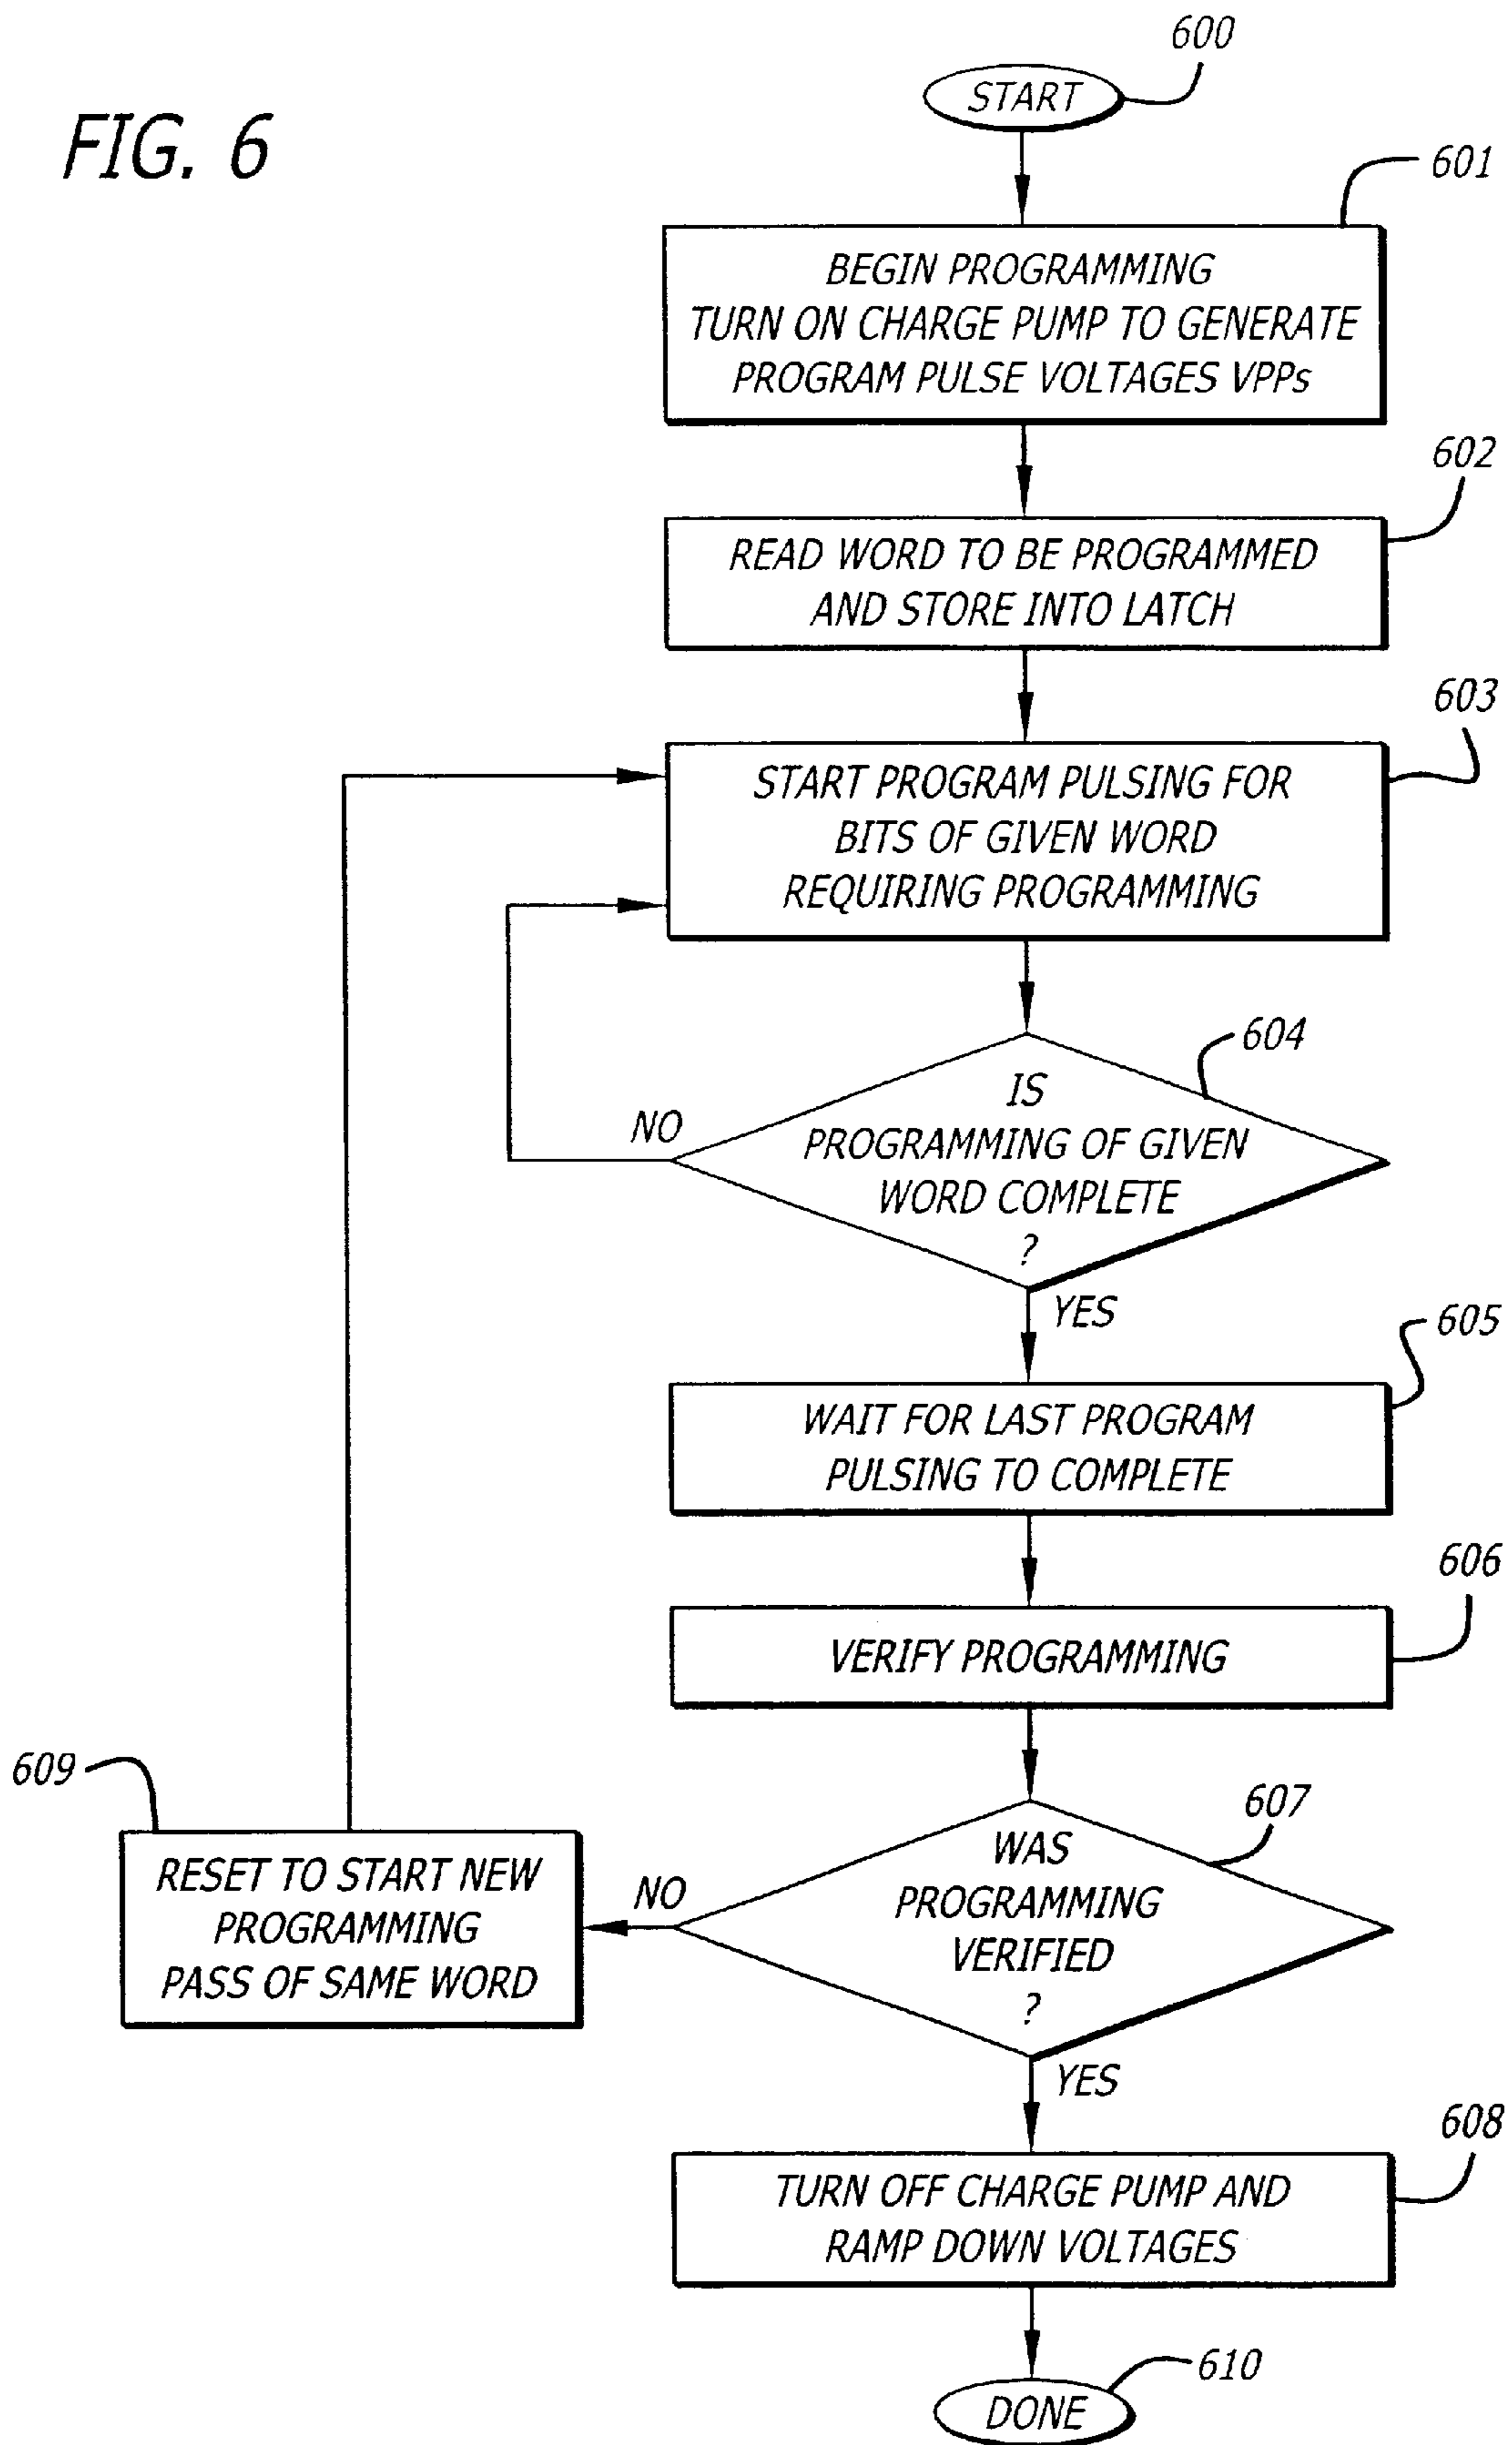 FIG. 6
600
START
601
BEGIN PROGRAMMING
TURN ON CHARGE PUMP TO GENERATE
PROGRAM PULSE VOLTAGES VPPs
602
READ WORD TO BE PROGRAMMED
AND STORE INTO LATCH
603
START PROGRAM PULSING FOR
BITS OF GIVEN WORD
REQUIRING PROGRAMMING
604
IS
PROGRAMMING OF GIVEN
WORD COMPLETE
?
NO
YES
605
WAIT FOR LAST PROGRAM
PULSING TO COMPLETE
606
VERIFY PROGRAMMING
607
WAS
PROGRAMMING
VERIFIED
?
NO
609
RESET TO START NEW
PROGRAMMING
PASS OF SAME WORD
YES
608
TURN OFF CHARGE PUMP AND
RAMP DOWN VOLTAGES
610
DONE